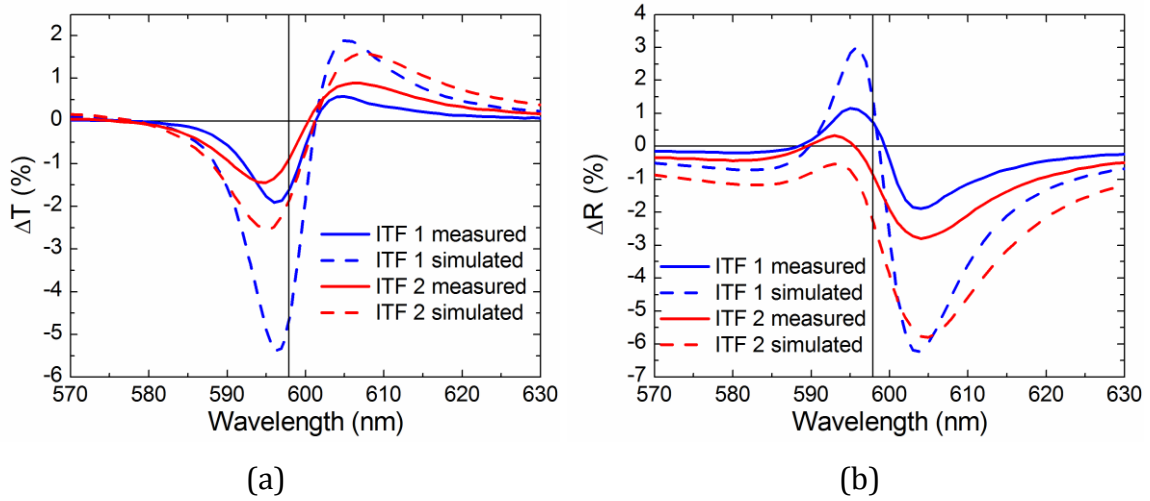 2
1
0
-1
-2
-3
-4
-5
-6
ΔT (%)
ITF 1 measured
ITF 1 simulated
ITF 2 measured
ITF 2 simulated
570 580 590 600 610 620 630
Wavelength (nm)
(a)
4
3
2
1
0
-1
-2
-3
-4
-5
-6
-7
ΔR (%)
ITF 1 measured
ITF 1 simulated
ITF 2 measured
ITF 2 simulated
570 580 590 600 610 620 630
Wavelength (nm)
(b)